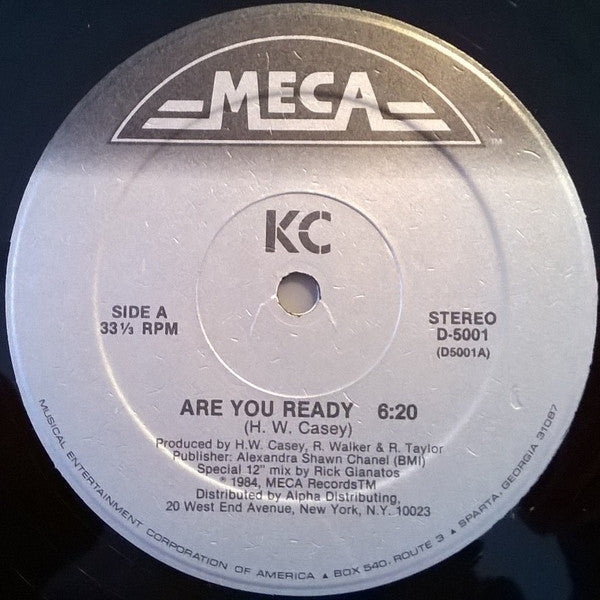 MECA
TM
KC
SIDE A
33⅓ RPM
STEREO
D-5001
(D5001A)
ARE YOU READY 6:20
(H. W. Casey)
Produced by H.W. Casey, R. Walker & R. Taylor
Publisher: Alexandra Shawn Chanel (BMI)
Special 12" mix by Rick Gianatos
℗ 1984, MECA RecordsTM
Distributed by Alpha Distributing,
20 West End Avenue, New York, N.Y. 10023
MUSICAL ENTERTAINMENT CORPORATION OF AMERICA ▲ BOX 540, ROUTE 3 ▲ SPARTA, GEORGIA 31087